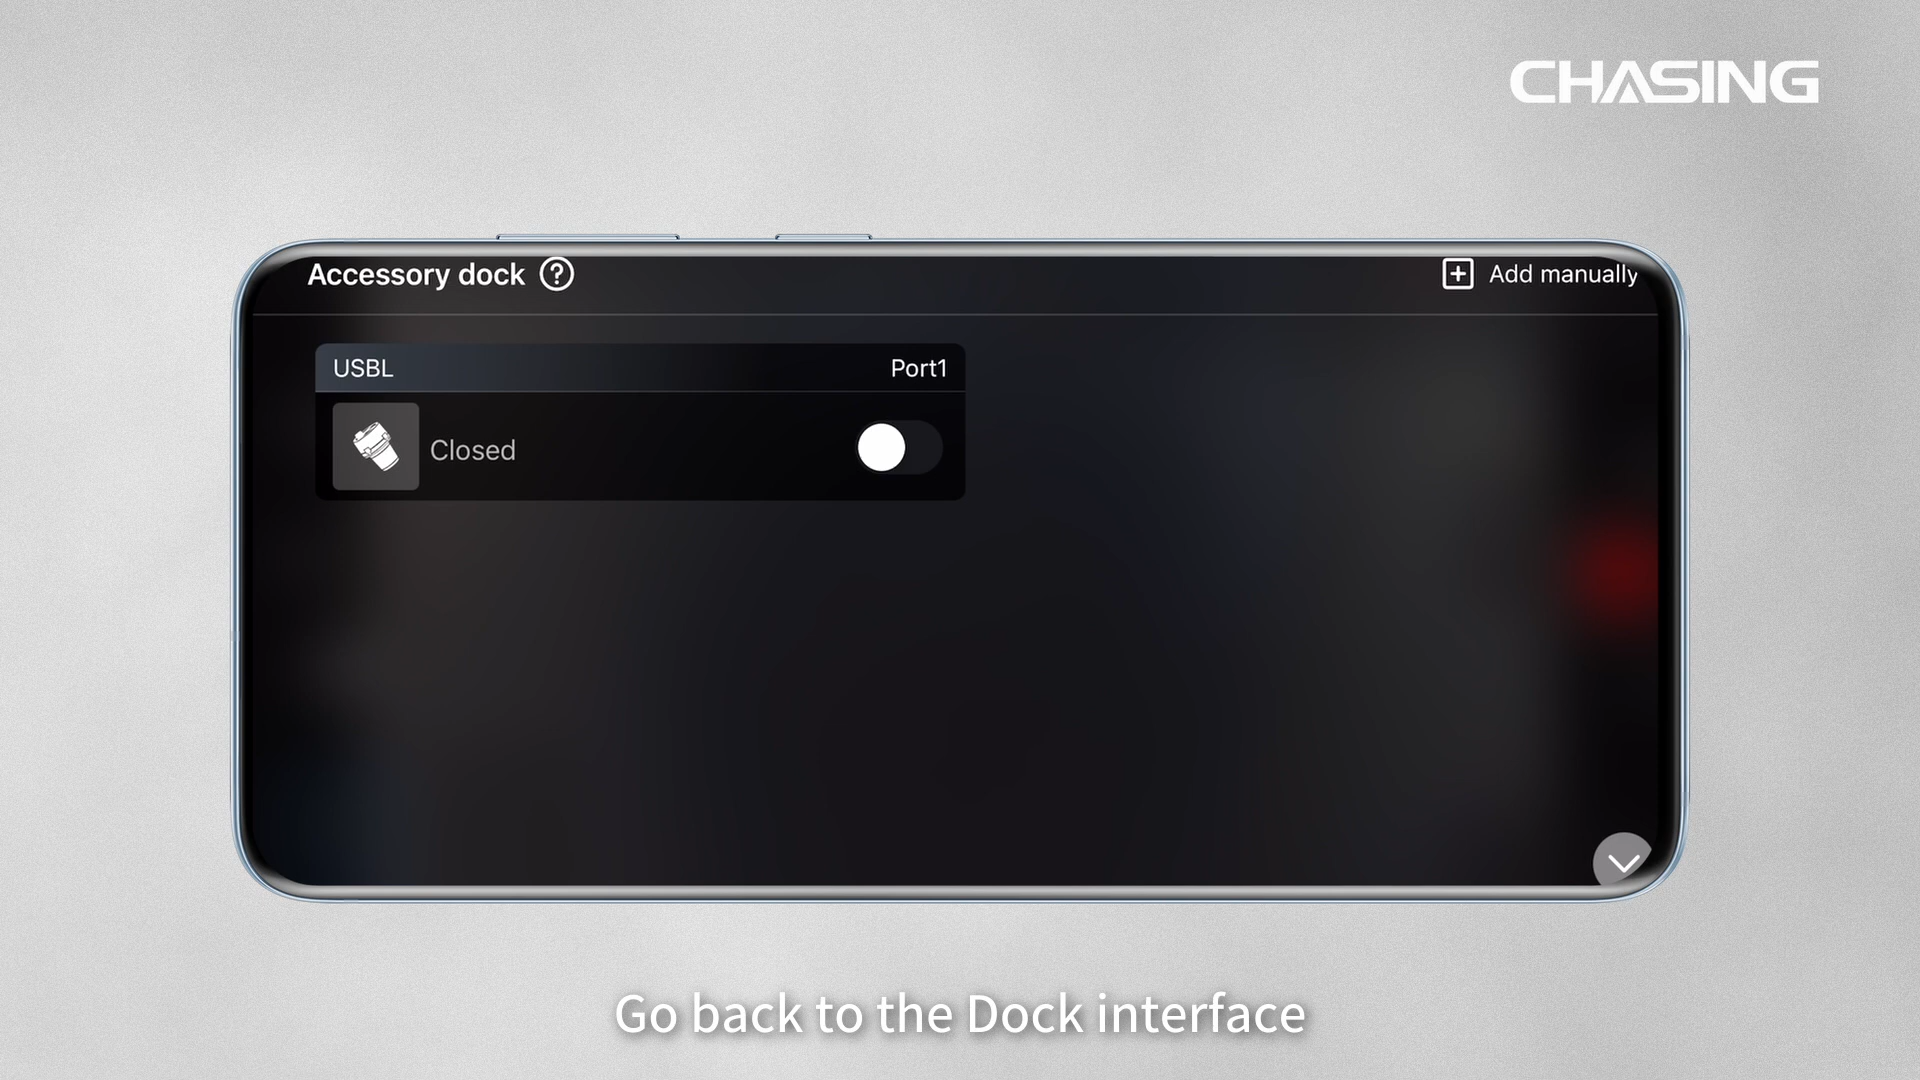 CHASING
Accessory dock ?
Add manually
USBL
Port1
Closed
Go back to the Dock interface